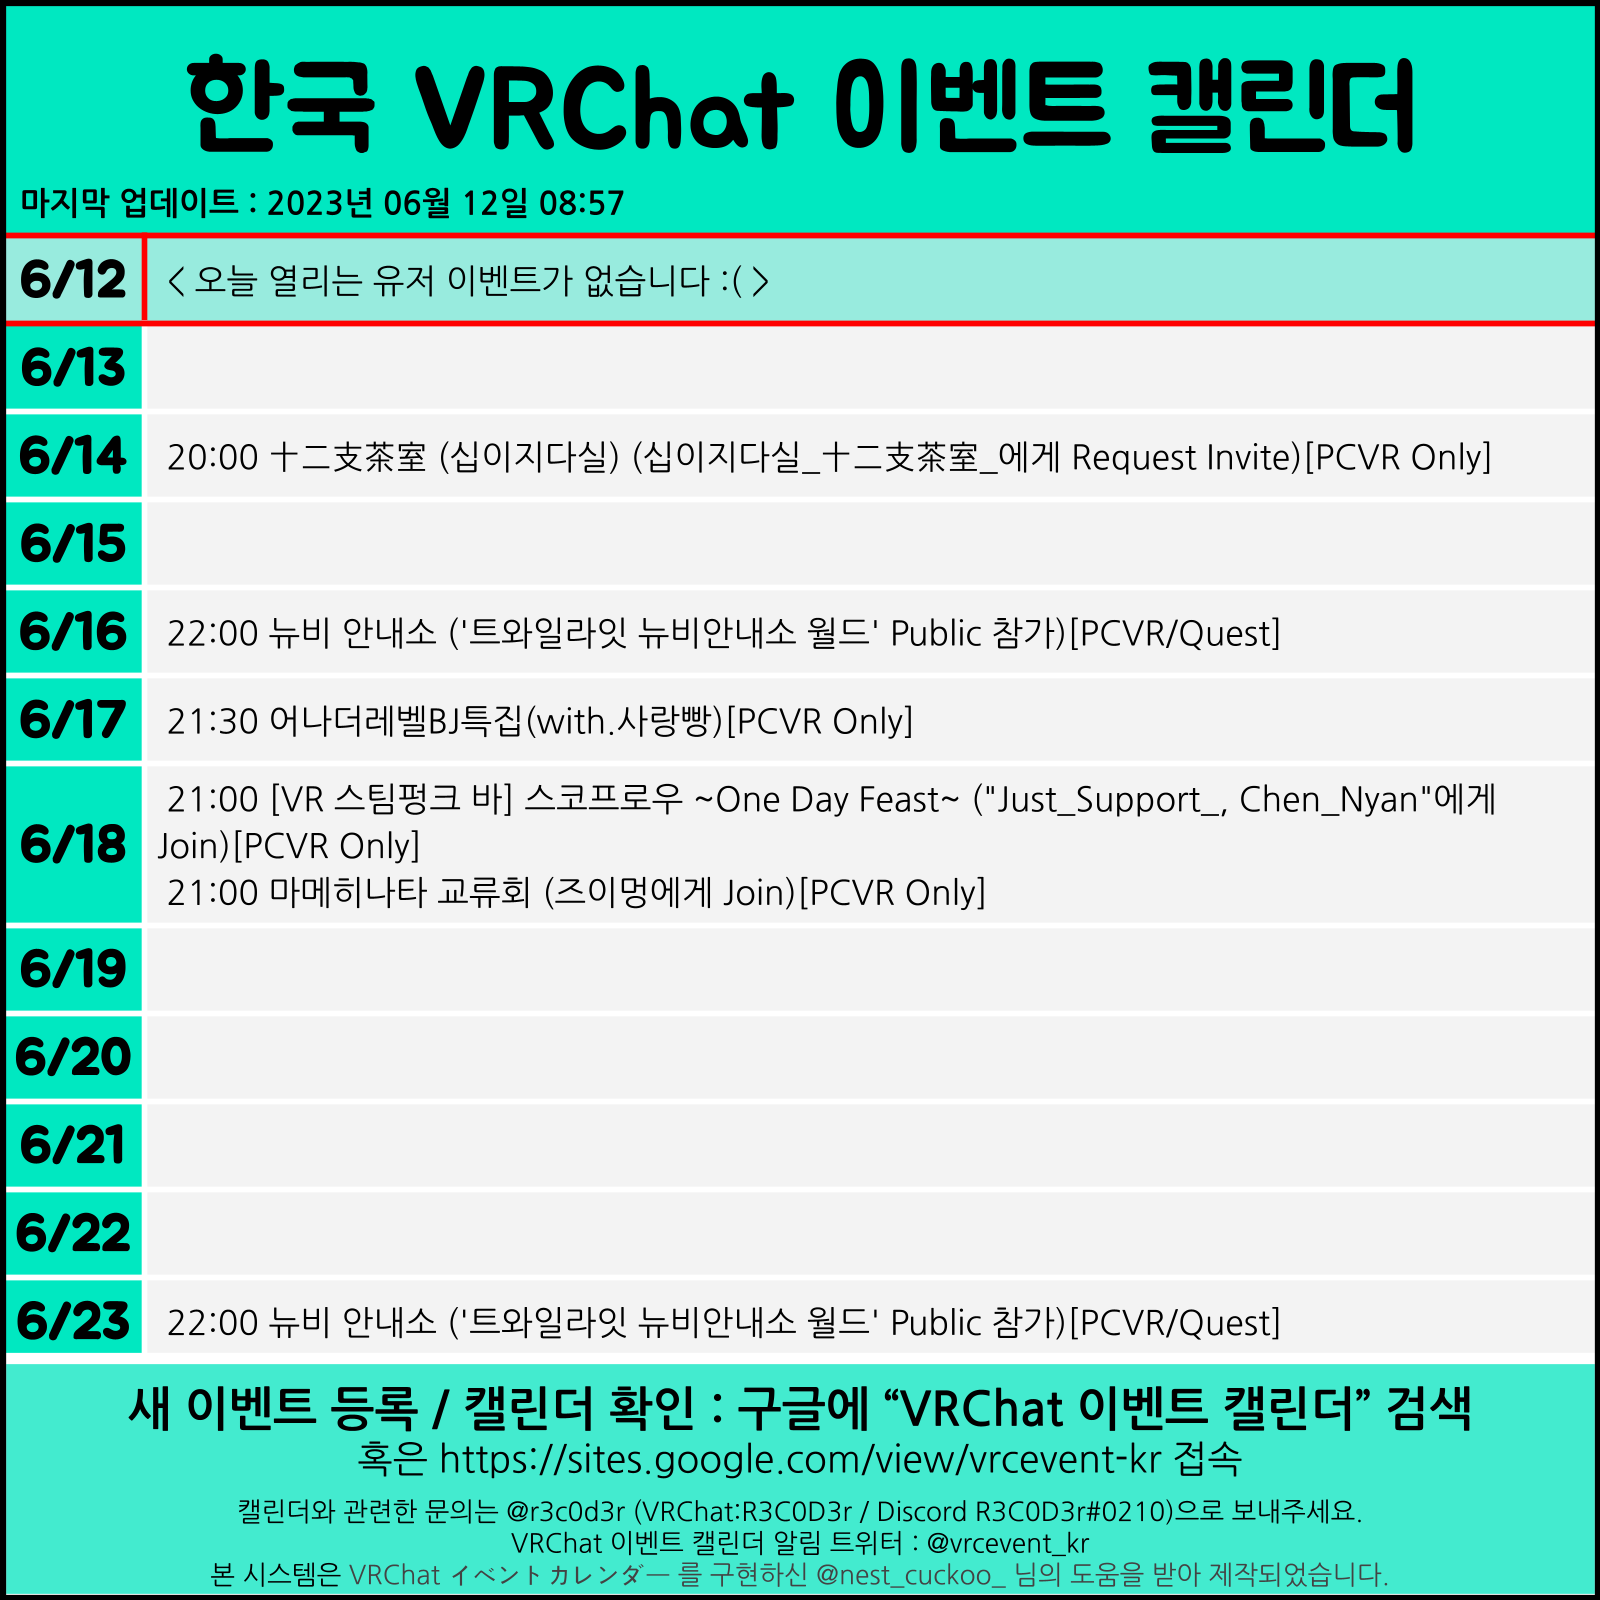 한국 VRChat 이벤트 캘린더
마지막 업데이트 : 2023년 06월 12일 08:57
6/12 < 오늘 열리는 유저 이벤트가 없습니다 :( >
6/13
6/14 20:00 十二支茶室 (십이지다실) (십이지다실_十二支茶室_에게 Request Invite)[PCVR Only]
6/15
6/16 22:00 뉴비 안내소 ('트와일라잇 뉴비안내소 월드' Public 참가)[PCVR/Quest]
6/17 21:30 어나더레벨BJ특집(with.사랑빵)[PCVR Only]
6/18 21:00 [VR 스팀펑크 바] 스코프로우 ~One Day Feast~ ("Just_Support_, Chen_Nyan"에게
Join)[PCVR Only]
21:00 마메히나타 교류회 (즈이멍에게 Join)[PCVR Only]
6/19
6/20
6/21
6/22
6/23 22:00 뉴비 안내소 ('트와일라잇 뉴비안내소 월드' Public 참가)[PCVR/Quest]
새 이벤트 등록 / 캘린더 확인 : 구글에 “VRChat 이벤트 캘린더” 검색
혹은 https://sites.google.com/view/vrcevent-kr 접속
캘린더와 관련한 문의는 @r3c0d3r (VRChat:R3C0D3r / Discord R3C0D3r#0210)으로 보내주세요.
VRChat 이벤트 캘린더 알림 트위터 : @vrcevent_kr
본 시스템은 VRChat イベントカレンダー 를 구현하신 @nest_cuckoo_ 님의 도움을 받아 제작되었습니다.